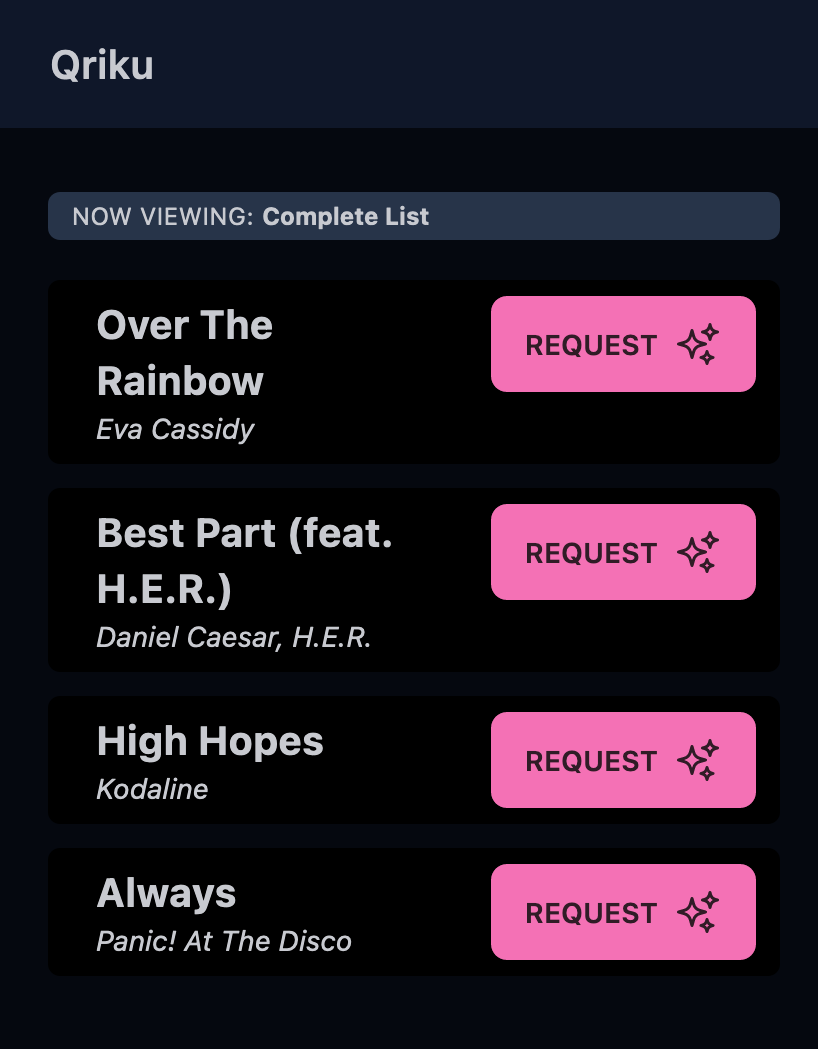 Qriku
NOW VIEWING: Complete List
Over The
Rainbow
Eva Cassidy
REQUEST
Best Part (feat.
H.E.R.)
Daniel Caesar, H.E.R.
REQUEST
High Hopes
Kodaline
REQUEST
Always
Panic! At The Disco
REQUEST